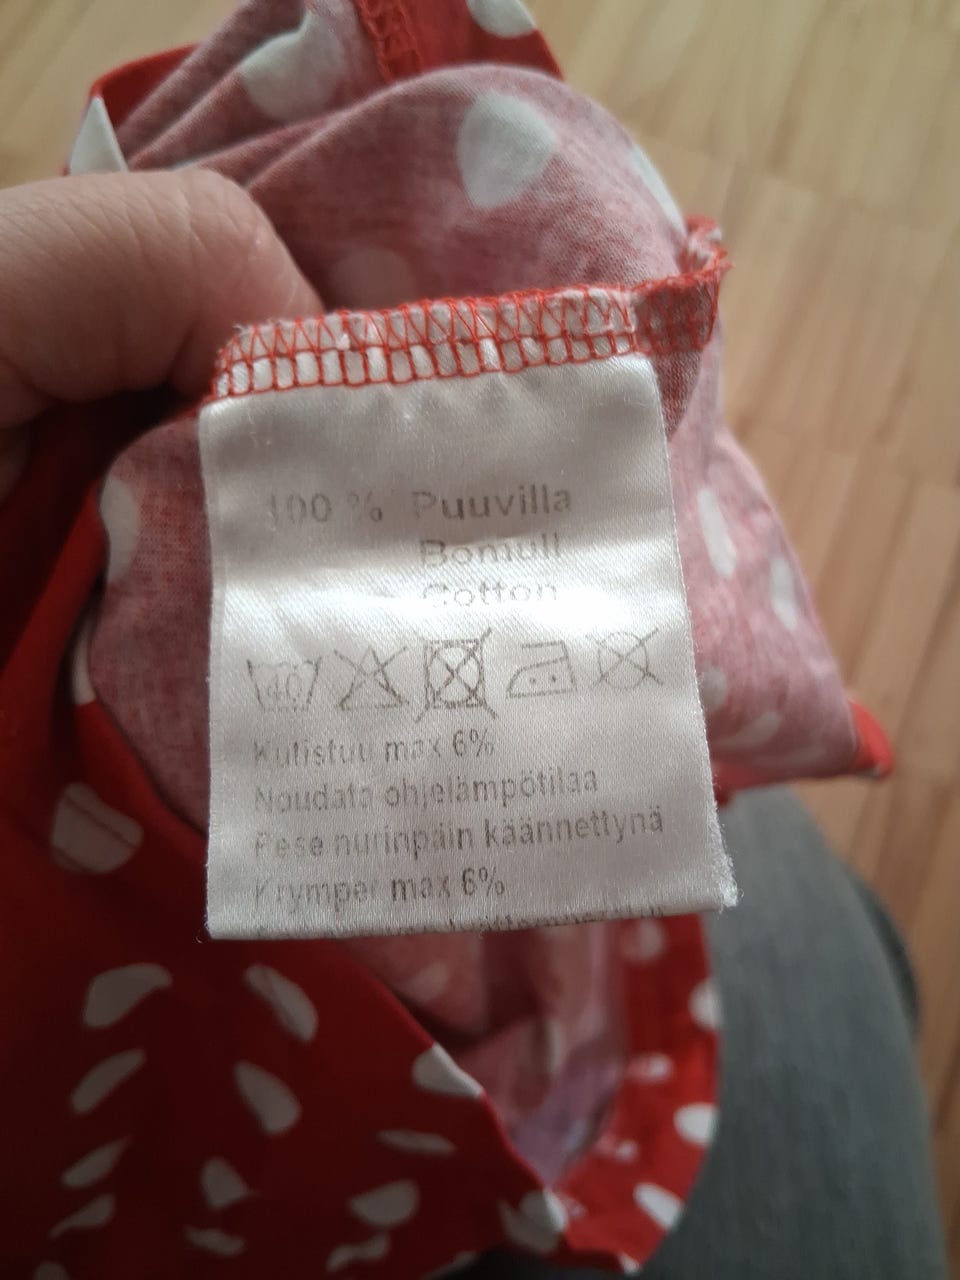 100 % Puuvilla
Bomull
Cotton
40
Kutistuu max 6%
Noudata ohjelämpötilaa
Pese nurinpäin käännettynä
Krymper max 6%